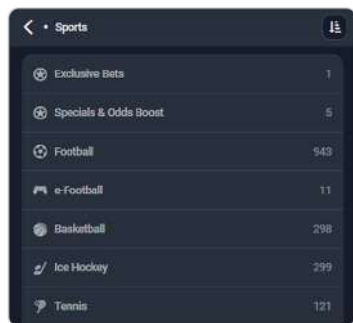 • Sports
Exclusive Bets 1
Specials & Odds Boost 5
Football 943
e-Football 11
Basketball 298
Ice Hockey 299
Tennis 121